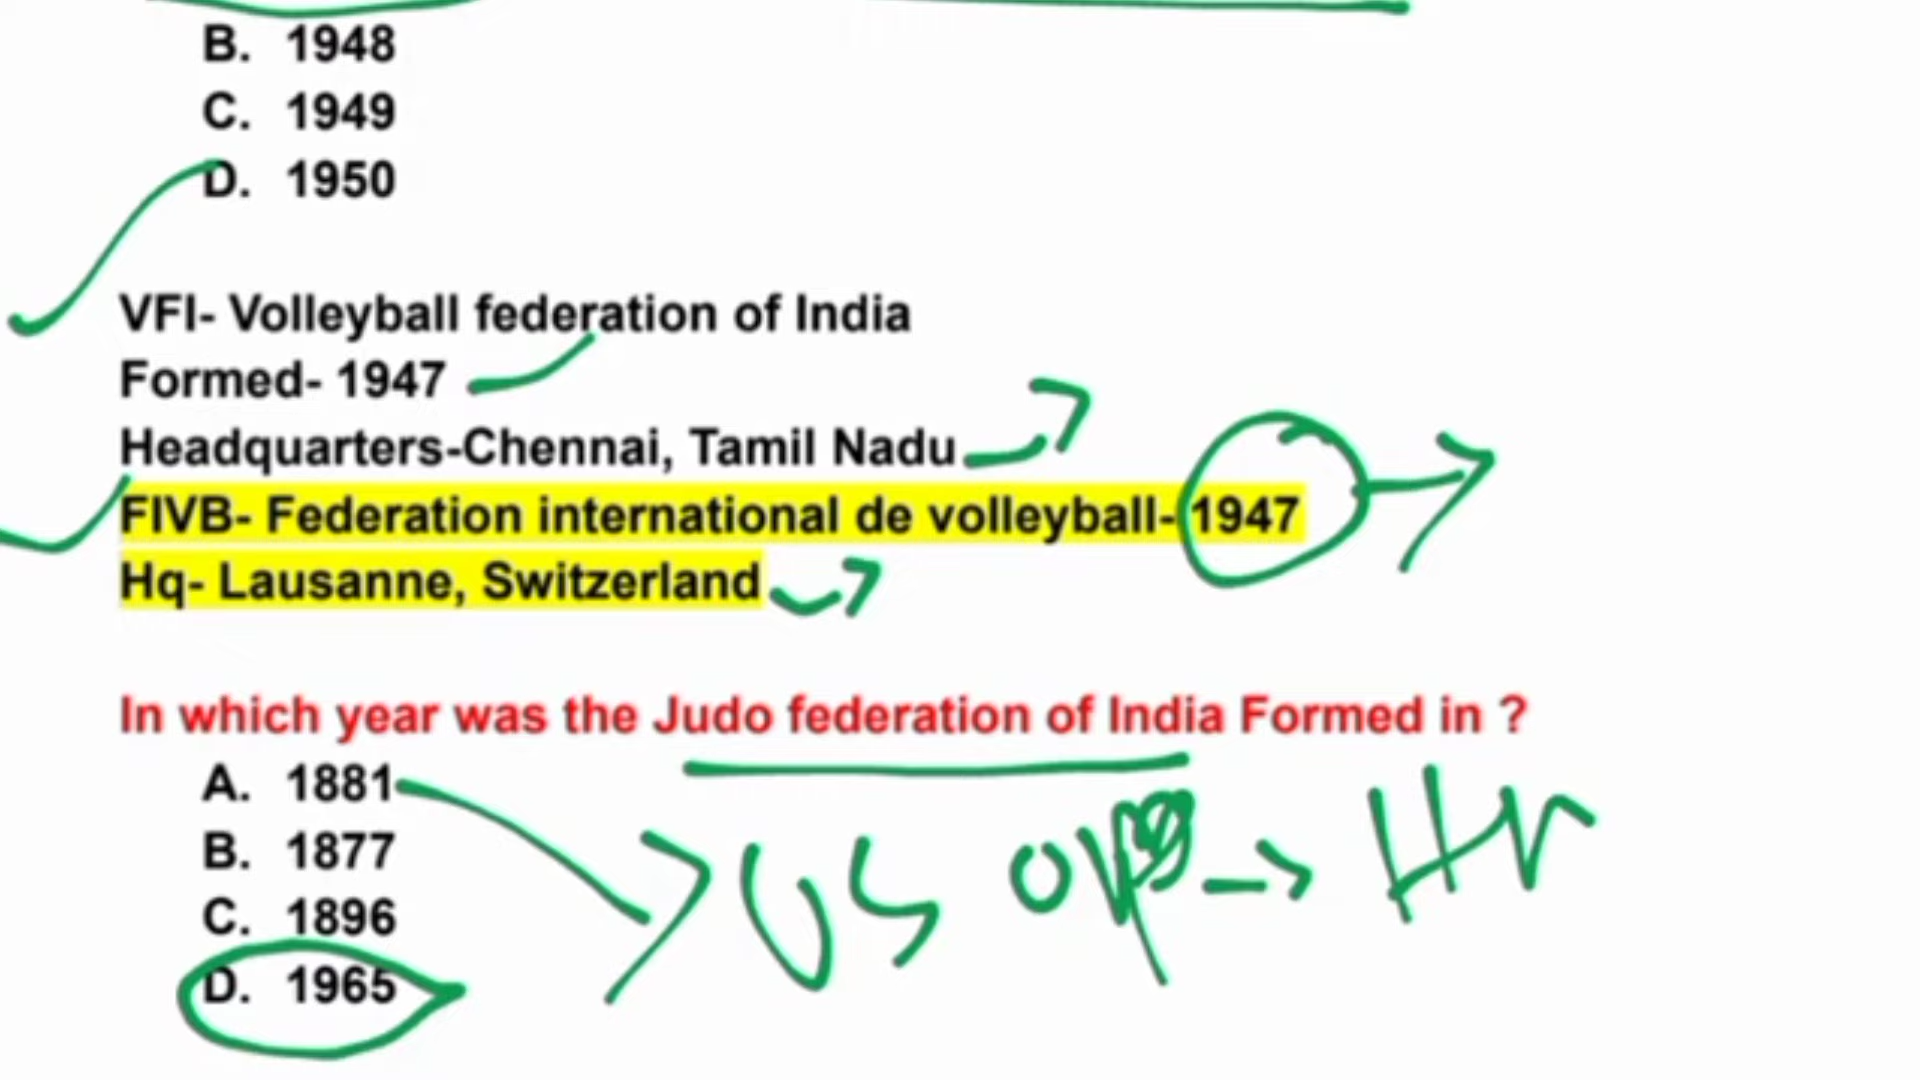 B. 1948
C. 1949
D. 1950
VFI- Volleyball federation of India
Formed- 1947
Headquarters-Chennai, Tamil Nadu
FIVB- Federation international de volleyball- 1947
Hq- Lausanne, Switzerland
In which year was the Judo federation of India Formed in ?
A. 1881
B. 1877
C. 1896
D. 1965
US